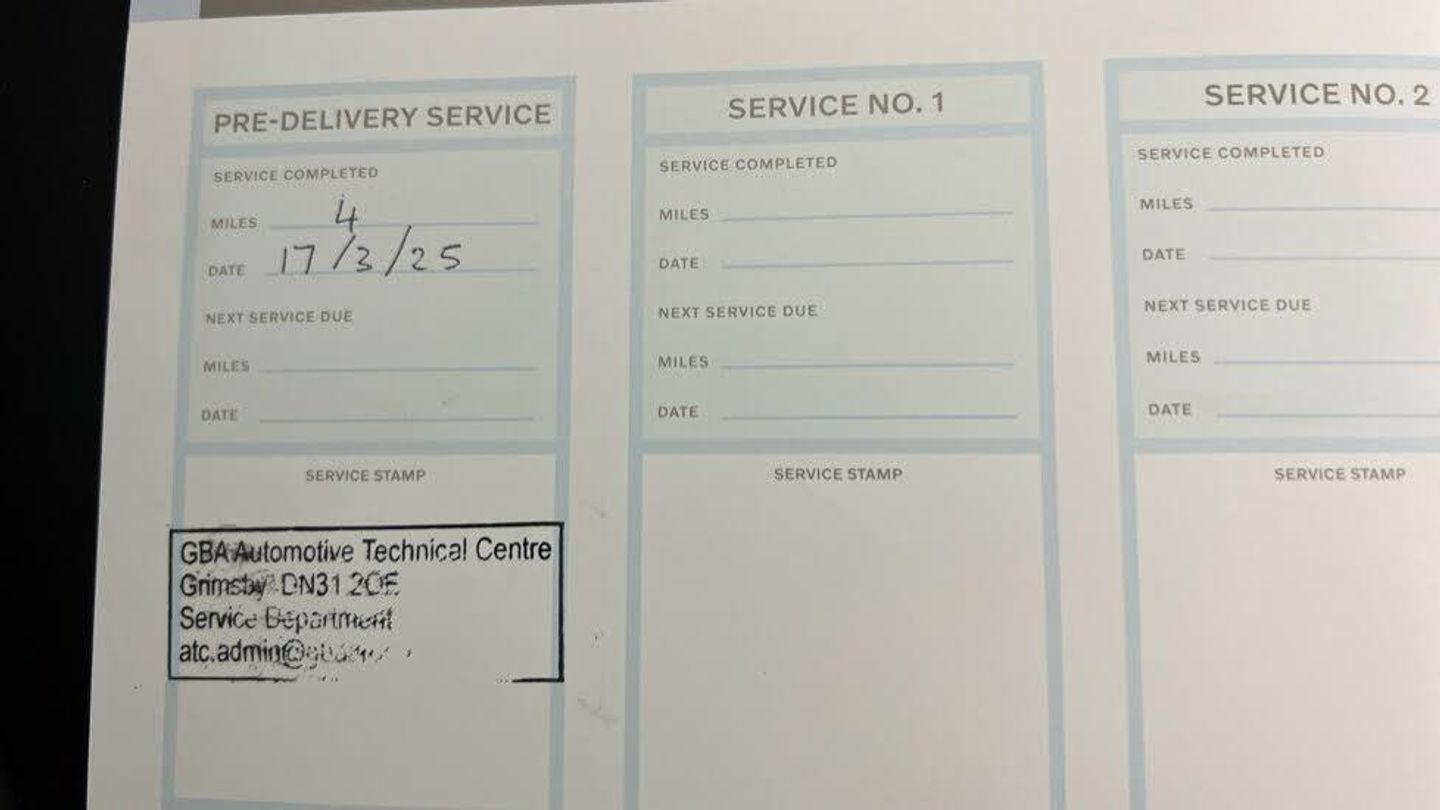 PRE-DELIVERY SERVICE
SERVICE COMPLETED
MILES 4
DATE 17/3/25
NEXT SERVICE DUE
MILES
DATE
SERVICE STAMP
GBA Automotive Technical Centre
Grimsby DN31
Service Department
SERVICE NO. 1
SERVICE COMPLETED
MILES
DATE
NEXT SERVICE DUE
MILES
DATE
SERVICE STAMP
SERVICE NO. 2
SERVICE COMPLETED
MILES
DATE
NEXT SERVICE DUE
MILES
DATE
SERVICE STAMP